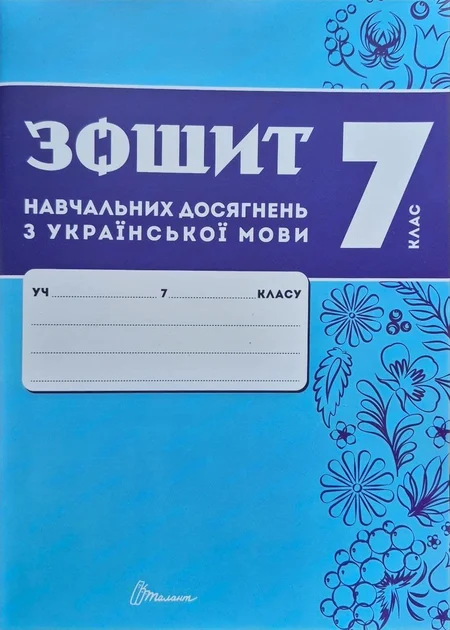 ЗОШИТ
НАВЧАЛЬНИХ ДОСЯГНЕНЬ
З УКРАЇНСЬКОЇ МОВИ
7
КЛАС
УЧ 7 КЛАСУ
Талант